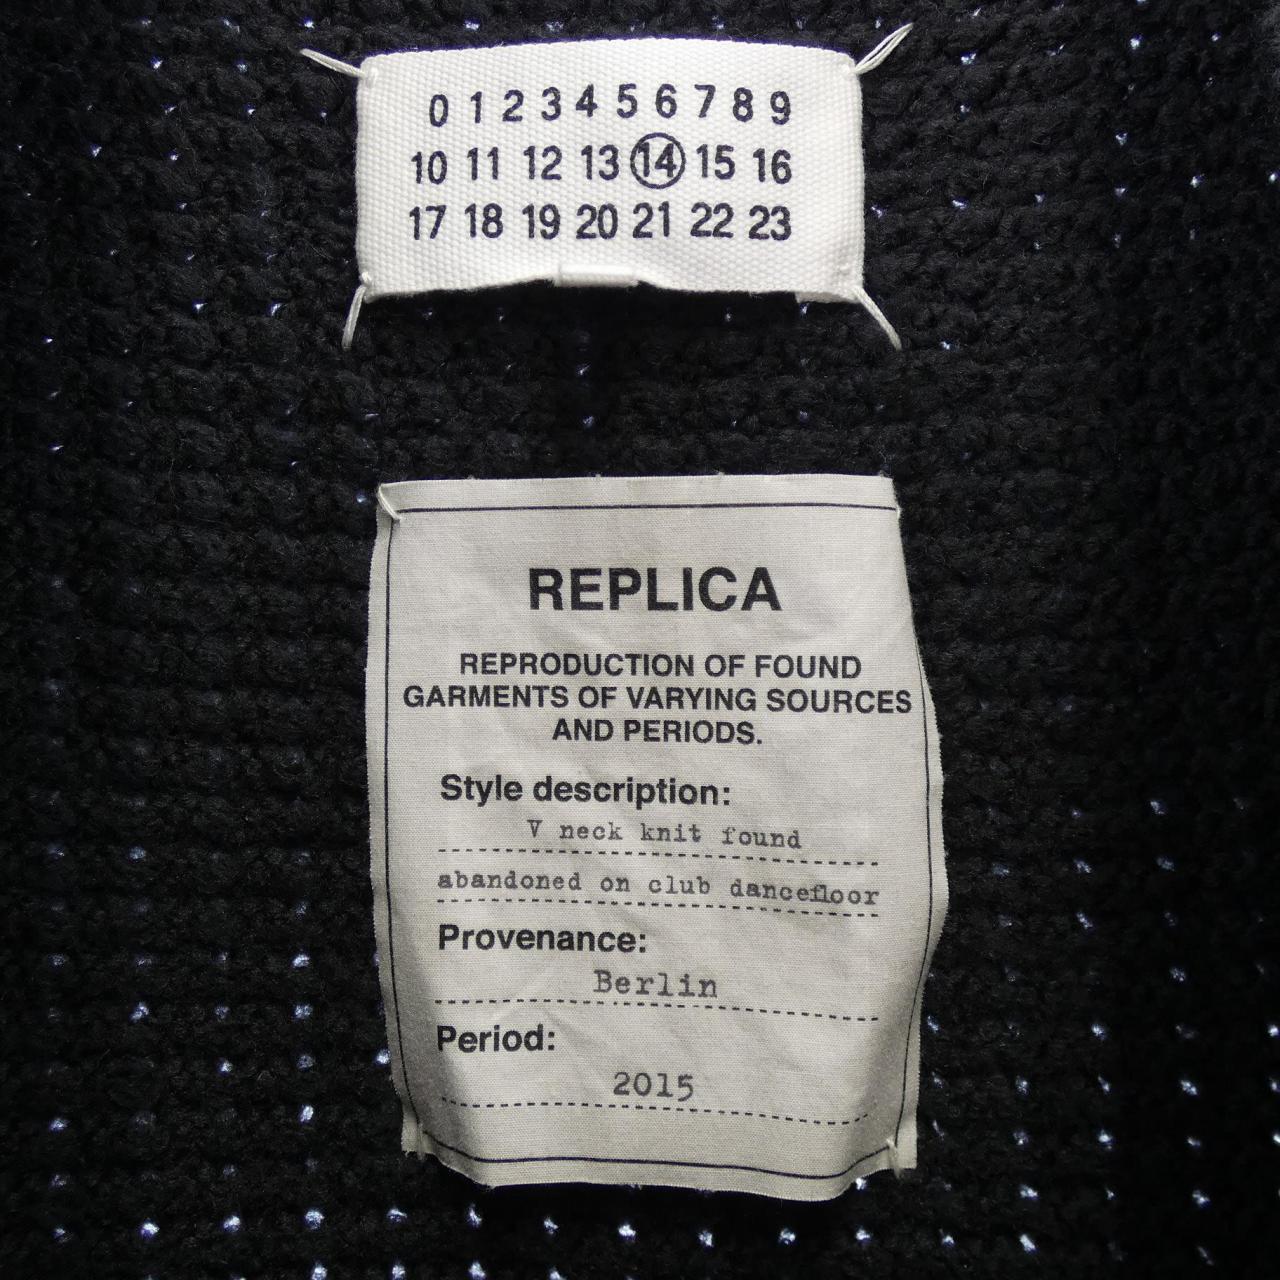 0 1 2 3 4 5 6 7 8 9
10 11 12 13 14 15 16
17 18 19 20 21 22 23
REPLICA
REPRODUCTION OF FOUND
GARMENTS OF VARYING SOURCES
AND PERIODS.
Style description:
V neck knit found
abandoned on club dancefloor
Provenance:
Berlin
Period:
2015